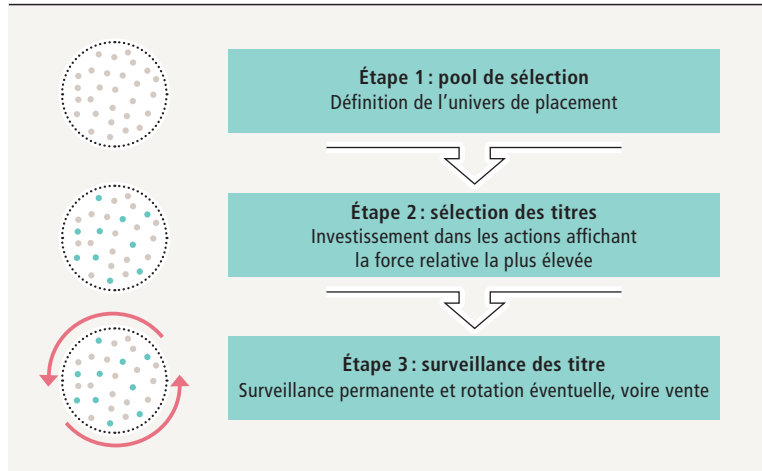 Étape 1 : pool de sélection
Définition de l'univers de placement
Étape 2 : sélection des titres
Investissement dans les actions affichant
la force relative la plus élevée
Étape 3 : surveillance des titre
Surveillance permanente et rotation éventuelle, voire vente